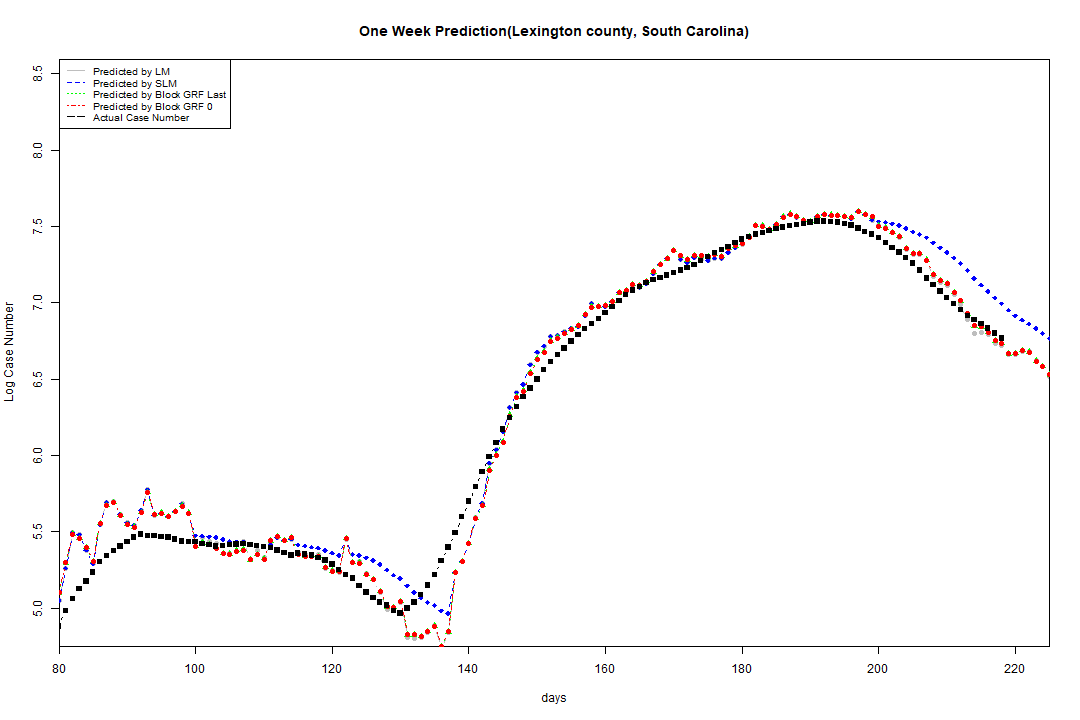 One Week Prediction(Lexington county, South Carolina)
Predicted by LM
Predicted by SLM
Predicted by Block GRF Last
Predicted by Block GRF 0
Actual Case Number
8.5
8.0
7.5
7.0
6.5
6.0
5.5
5.0
Log Case Number
80 100 120 140 160 180 200 220
days